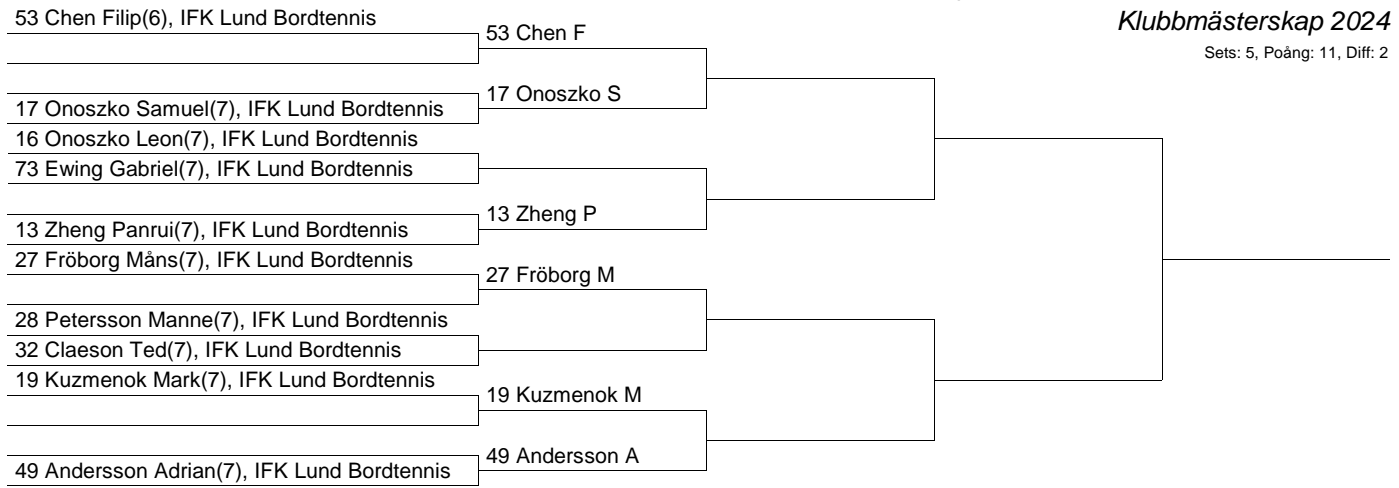 Klubbmästerskap 2024
Sets: 5, Poång: 11, Diff: 2
53 Chen Filip(6), IFK Lund Bordtennis
53 Chen F
17 Onoszko S
17 Onoszko Samuel(7), IFK Lund Bordtennis
16 Onoszko Leon(7), IFK Lund Bordtennis
73 Ewing Gabriel(7), IFK Lund Bordtennis
13 Zheng P
13 Zheng Panrui(7), IFK Lund Bordtennis
27 Fröborg Måns(7), IFK Lund Bordtennis
27 Fröborg M
28 Petersson Manne(7), IFK Lund Bordtennis
32 Claeson Ted(7), IFK Lund Bordtennis
19 Kuzmenok Mark(7), IFK Lund Bordtennis
19 Kuzmenok M
49 Andersson A
49 Andersson Adrian(7), IFK Lund Bordtennis